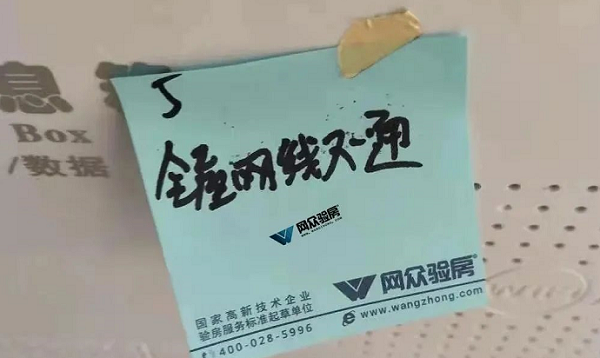 息
Box
/数据
5
全屋网线不通
网众验房
WWW.WANGZHONG.COM
网众验房®
www.wangzhong.com
国家高新技术企业
验房服务标准起草单位
400-028-5996